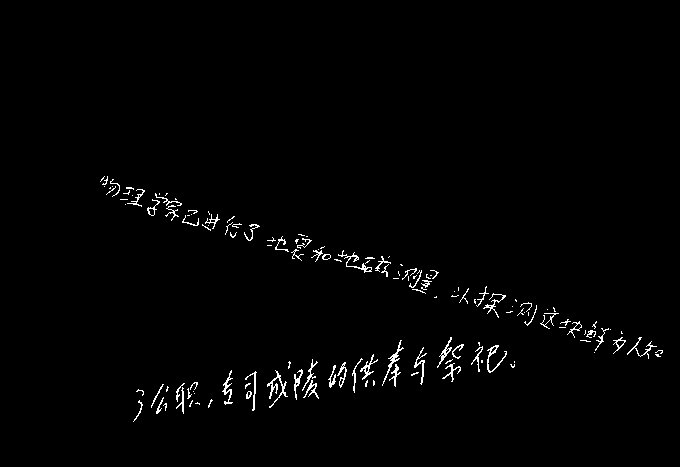 物理学家已进行了地震和地磁测量，以探测这块鲜为人知
了公职，专司成陵的供奉与祭祀。